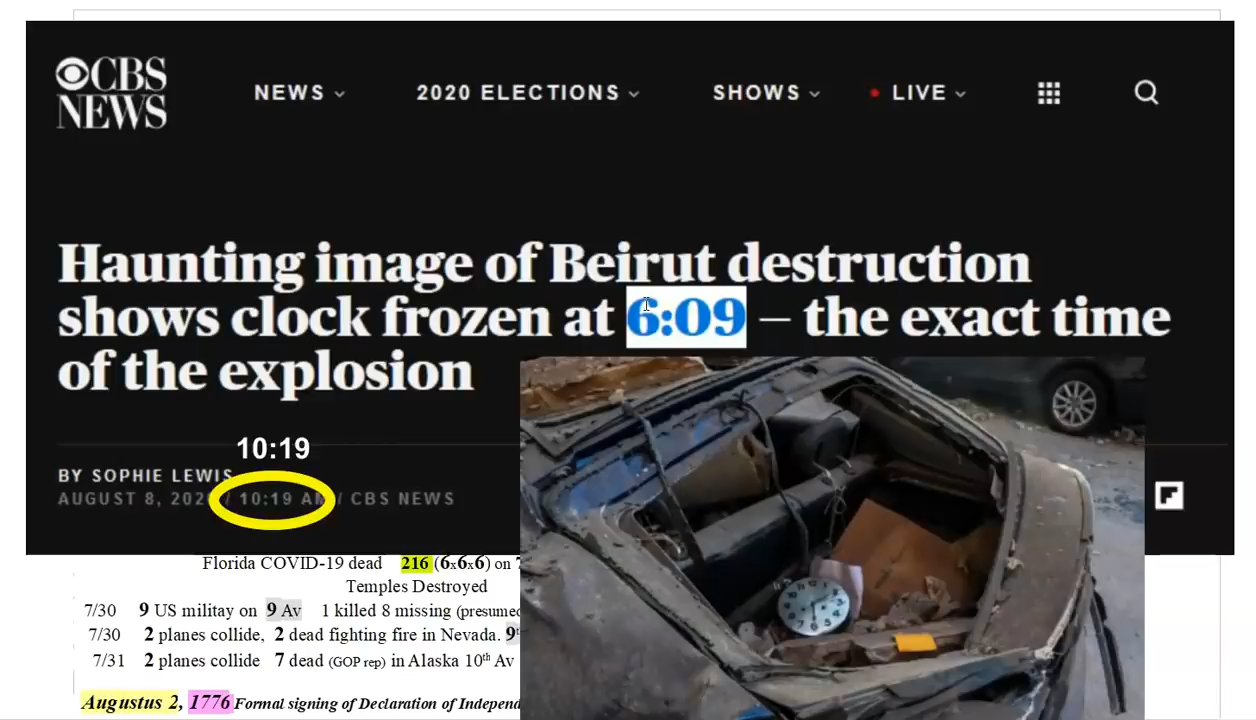 CBS
NEWS
NEWS
2020 ELECTIONS
SHOWS
LIVE
Haunting image of Beirut destruction
shows clock frozen at 6:09 – the exact time
of the explosion
10:19
BY SOPHIE LEWIS
AUGUST 8, 2020 / 10:19 AM / CBS NEWS
Florida COVID-19 dead 216 (6x6x6) on
Temples Destroyed
7/30 9 US militay on 9 Av 1 killed 8 missing (presumed
7/30 2 planes collide, 2 dead fighting fire in Nevada. 9
7/31 2 planes collide 7 dead (GOP rep) in Alaska 10th Av
Augustus 2, 1776 Formal signing of Declaration of Independ